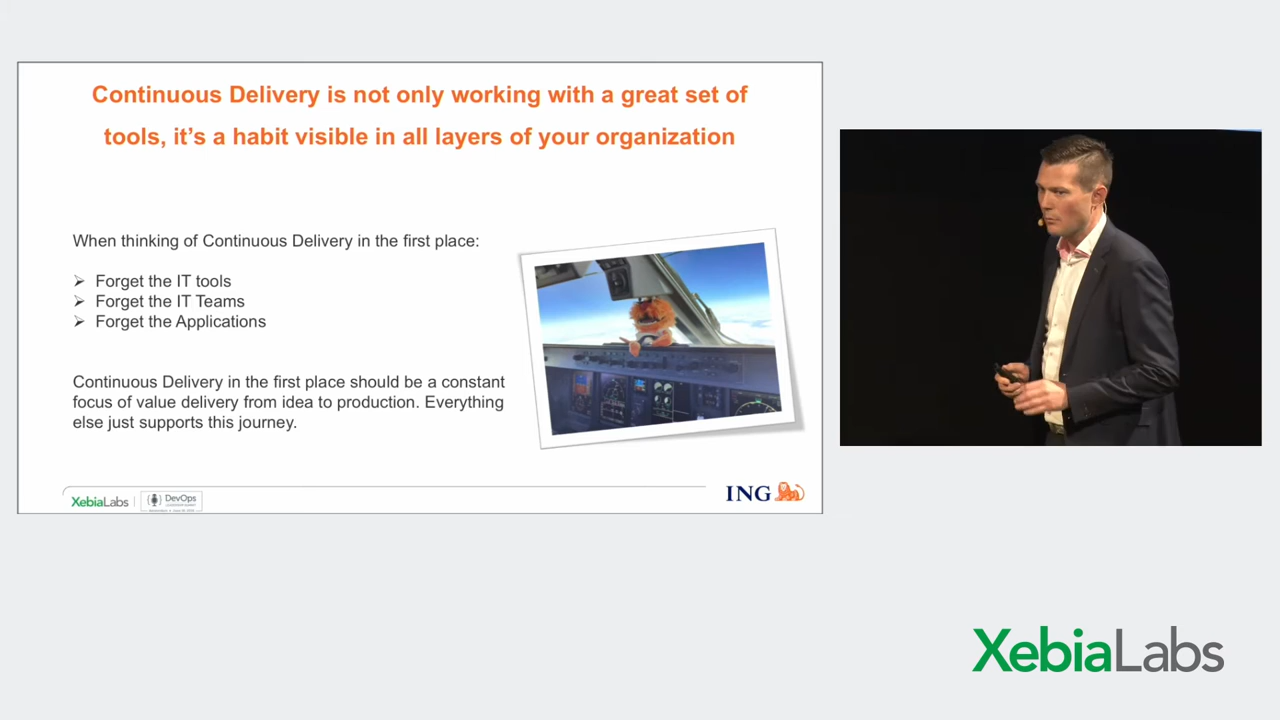 Continuous Delivery is not only working with a great set of
tools, it's a habit visible in all layers of your organization
When thinking of Continuous Delivery in the first place:
Forget the IT tools
Forget the IT Teams
Forget the Applications
Continuous Delivery in the first place should be a constant
focus of value delivery from idea to production. Everything
else just supports this journey.
XebiaLabs
DevOps
ING
XebiaLabs